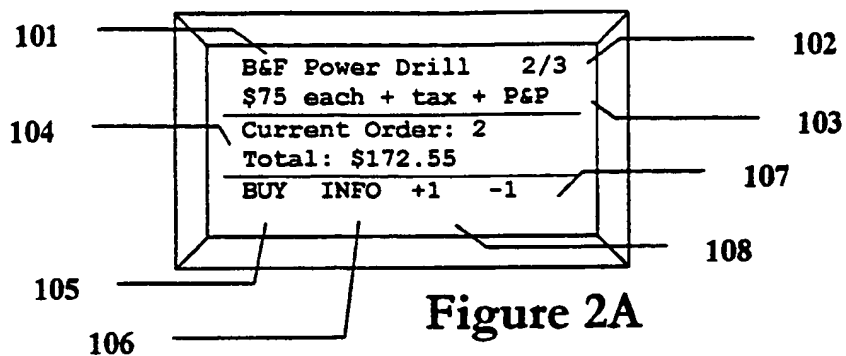 101
102
B&F Power Drill 2/3
$75 each + tax + P&P
103
104
Current Order: 2
Total: $172.55
107
BUY INFO +1 -1
108
105
Figure 2A
106